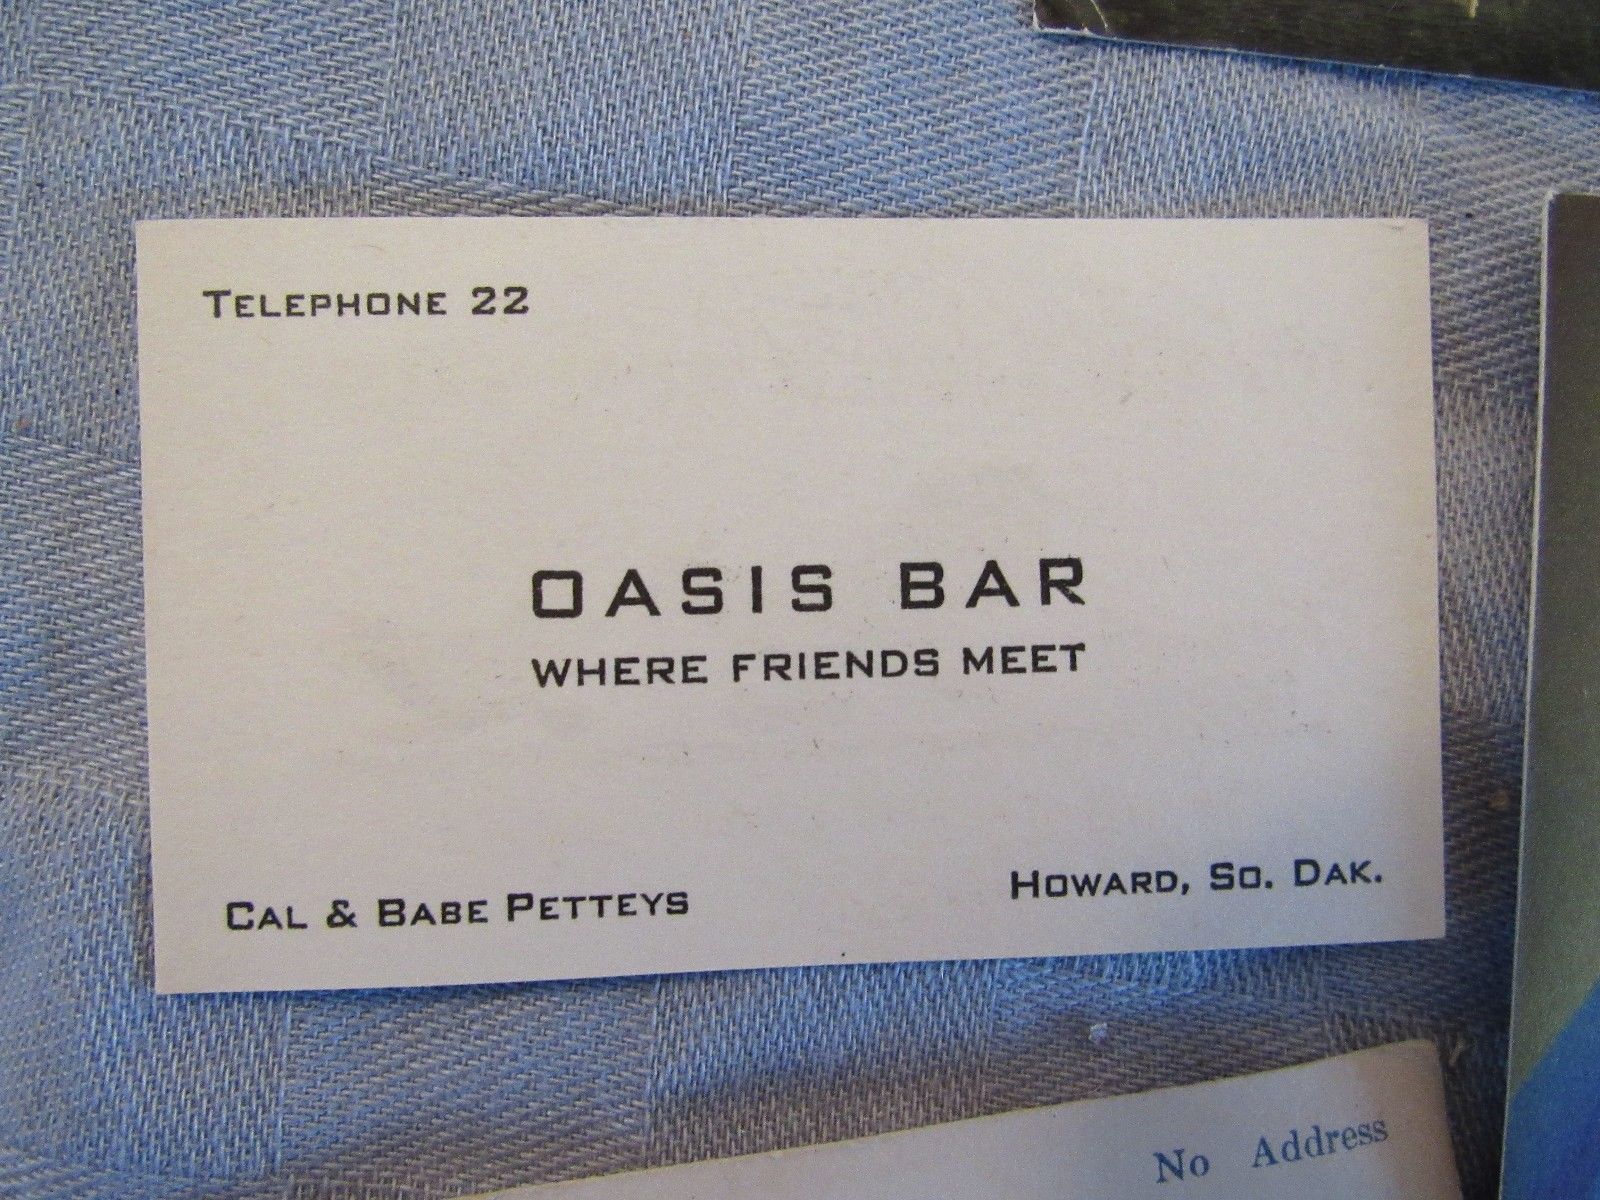 Telephone 22
OASIS BAR
WHERE FRIENDS MEET
Cal & Babe Petteys
Howard, So. Dak.
No Address